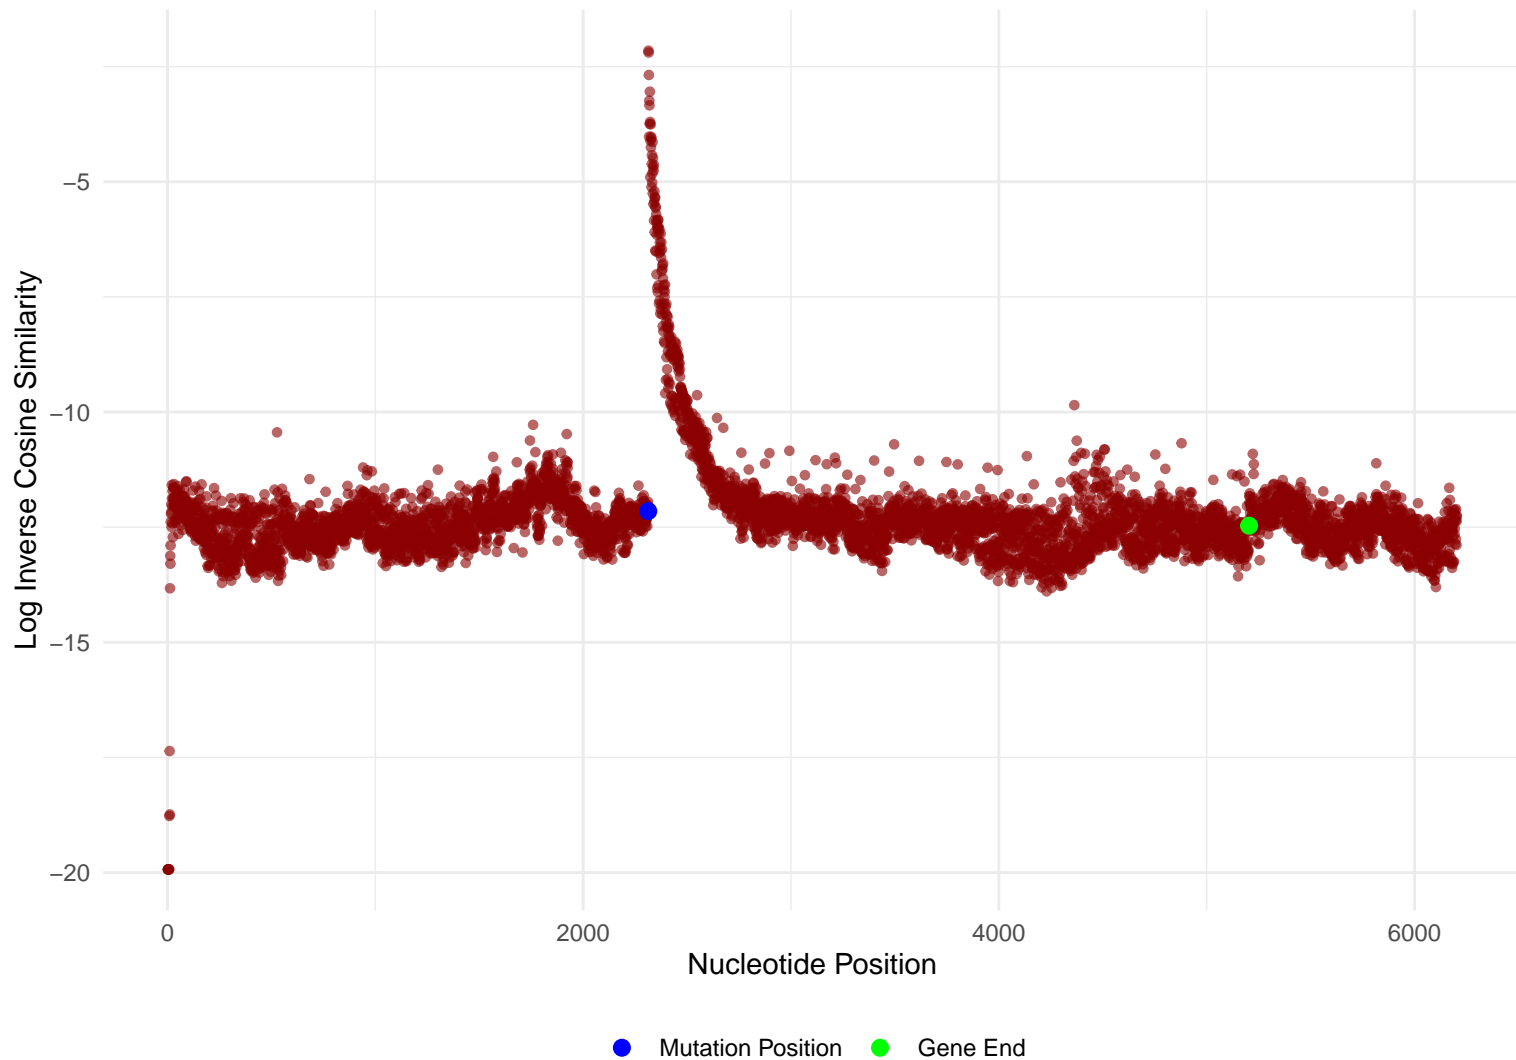 −5
−10
−15
−20
Log Inverse Cosine Similarity
0
2000
4000
6000
Nucleotide Position
Mutation Position
Gene End